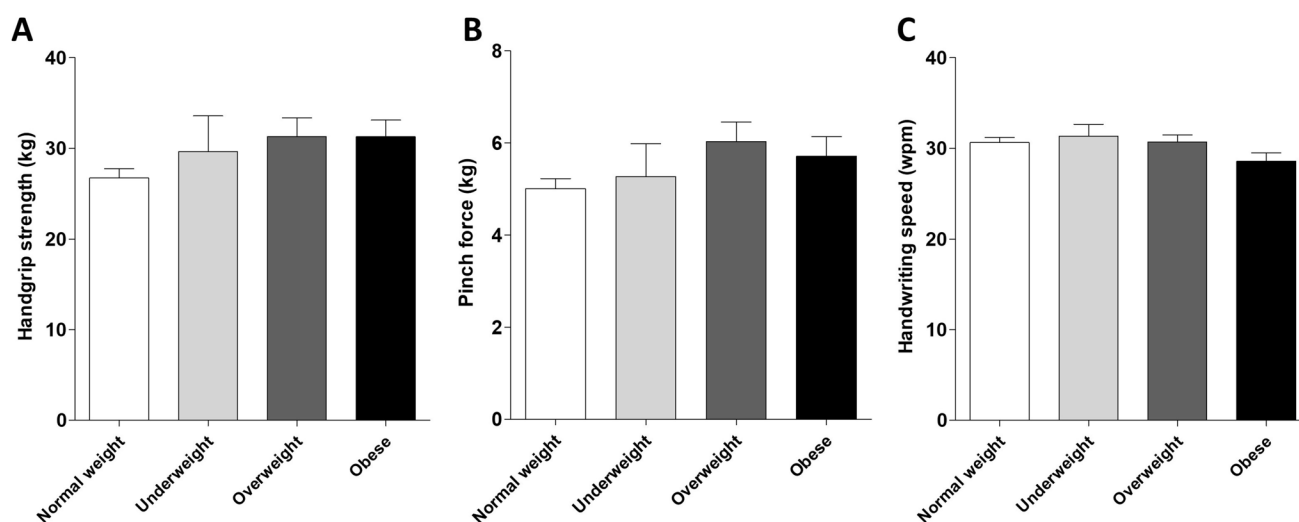 A
Handgrip strength (kg)
40
30
20
10
0
Normal weight
Underweight
Overweight
Obese
B
Pinch force (kg)
8
6
4
2
0
Normal weight
Underweight
Overweight
Obese
C
Handwriting speed (wpm)
40
30
20
10
0
Normal weight
Underweight
Overweight
Obese